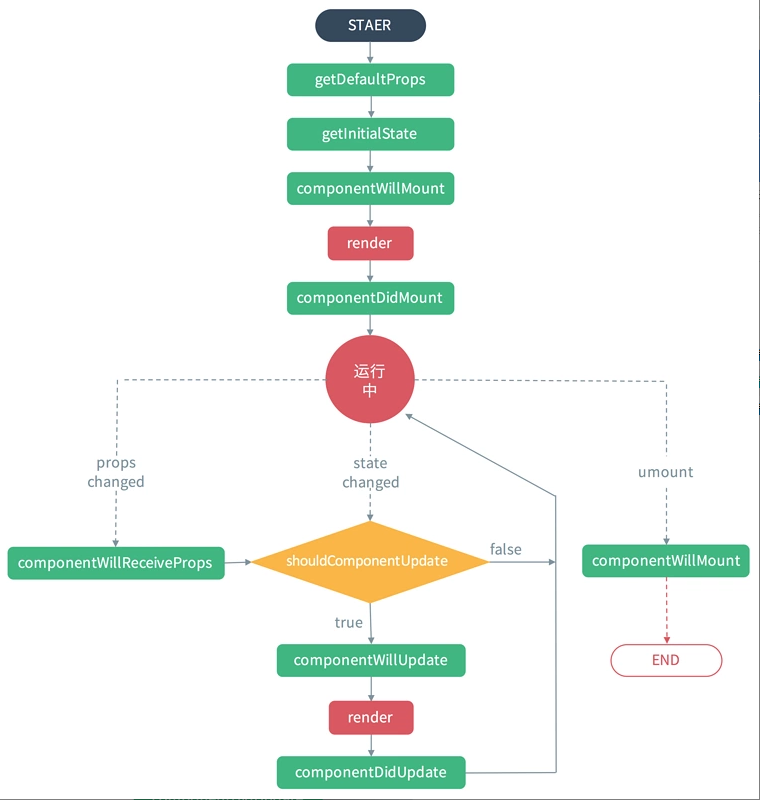 STAER
getDefaultProps
getInitialState
componentWillMount
render
componentDidMount
运行
中
props
changed
state
changed
umount
componentWillReceiveProps
shouldComponentUpdate
false
componentWillMount
true
componentWillUpdate
END
render
componentDidUpdate